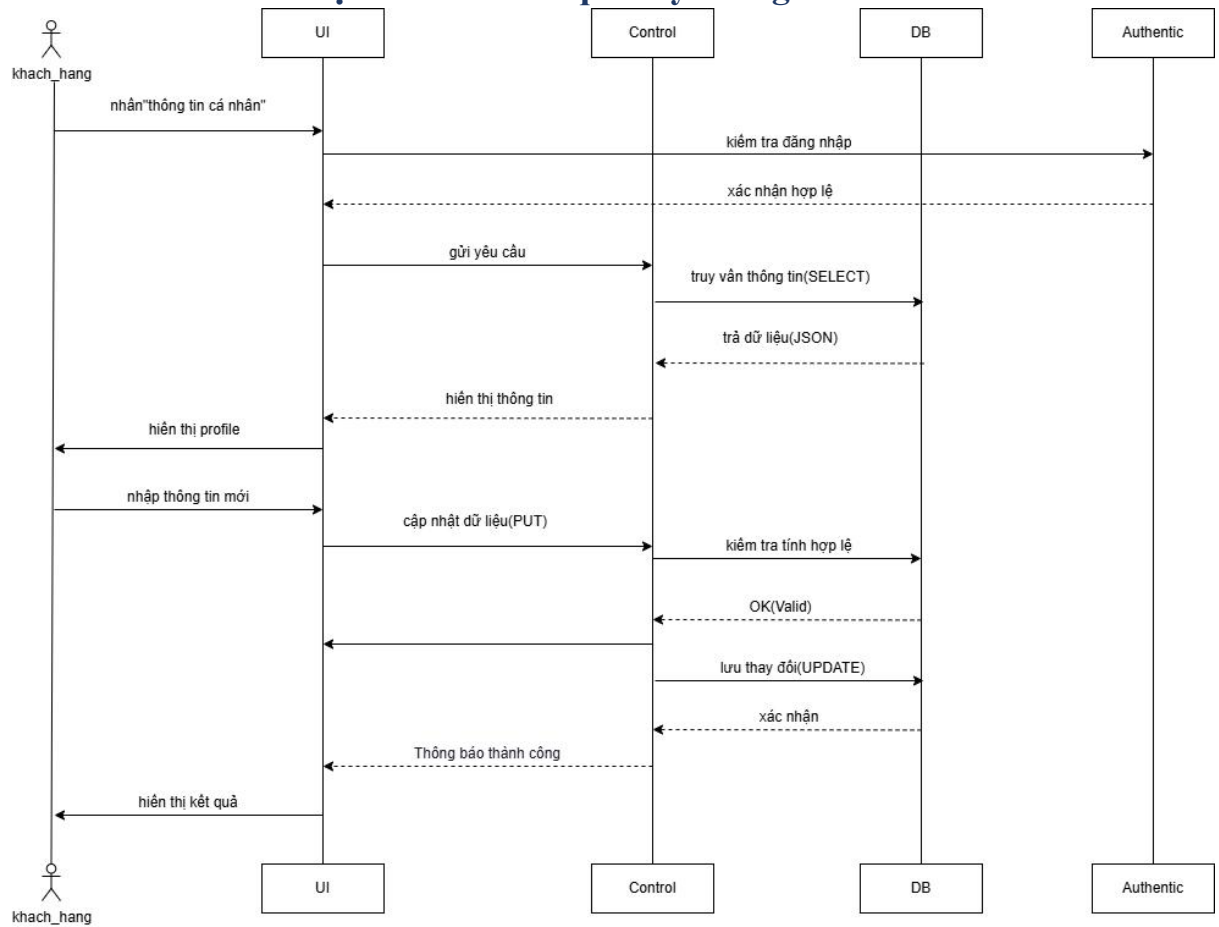 UI
Control
DB
Authentic
khach_hang
nhấn"thông tin cá nhân"
kiểm tra đăng nhập
xác nhận hợp lệ
gửi yêu cầu
truy vấn thông tin(SELECT)
trả dữ liệu(JSON)
hiển thị thông tin
hiển thị profile
nhập thông tin mới
cập nhật dữ liệu(PUT)
kiểm tra tính hợp lệ
OK(Valid)
lưu thay đổi(UPDATE)
xác nhận
Thông báo thành công
hiển thị kết quả
UI
Control
DB
Authentic
khach_hang